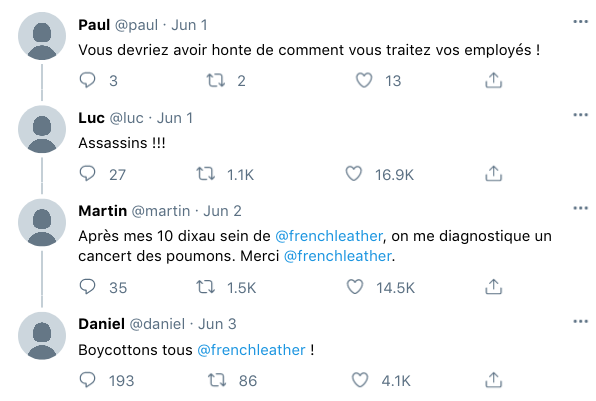 Paul @paul · Jun 1
Vous devriez avoir honte de comment vous traitez vos employés !
3 2 13
Luc @luc · Jun 1
Assassins !!!
27 1.1K 16.9K
Martin @martin · Jun 2
Après mes 10 dixau sein de @frenchleather, on me diagnostique un
cancert des poumons. Merci @frenchleather.
35 1.5K 14.5K
Daniel @daniel · Jun 3
Boycottons tous @frenchleather !
193 86 4.1K